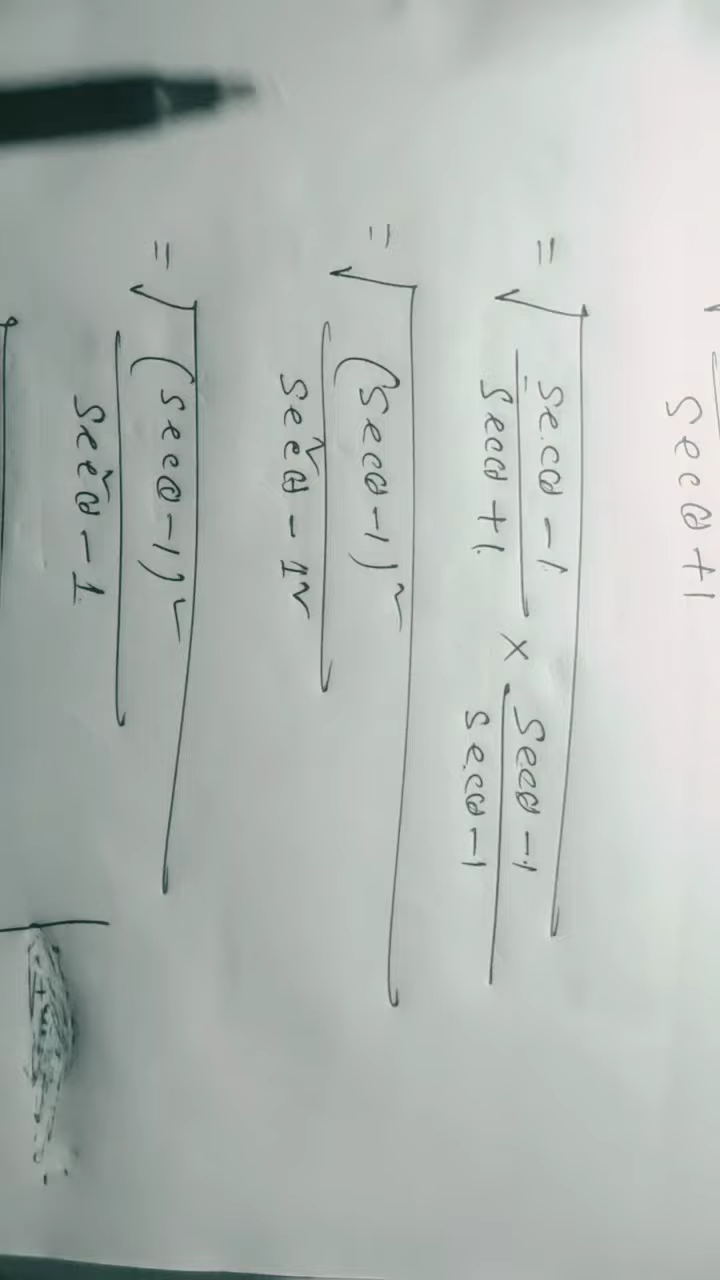 √ secθ+1
= √ secθ-1/secθ+1 × secθ-1/secθ-1
= √ (secθ-1)²/sec²θ-1²
= √ (secθ-1)²/sec²θ-1